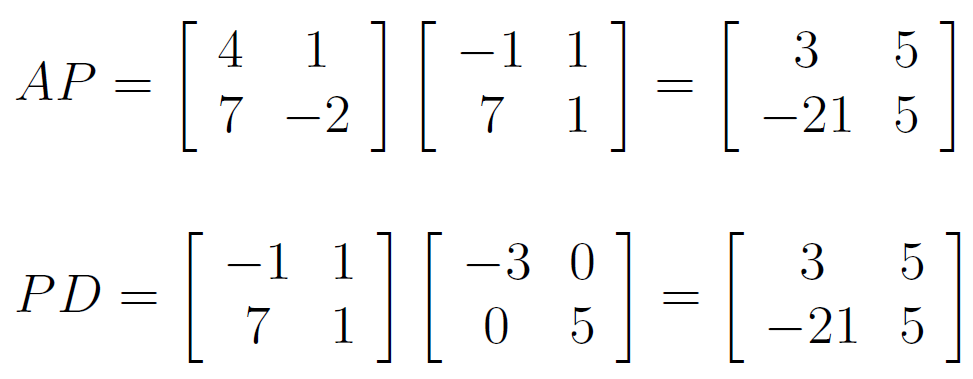 AP = [ 4 1 ; 7 −2 ] [ −1 1 ; 7 1 ] = [ 3 5 ; −21 5 ]
PD = [ −1 1 ; 7 1 ] [ −3 0 ; 0 5 ] = [ 3 5 ; −21 5 ]